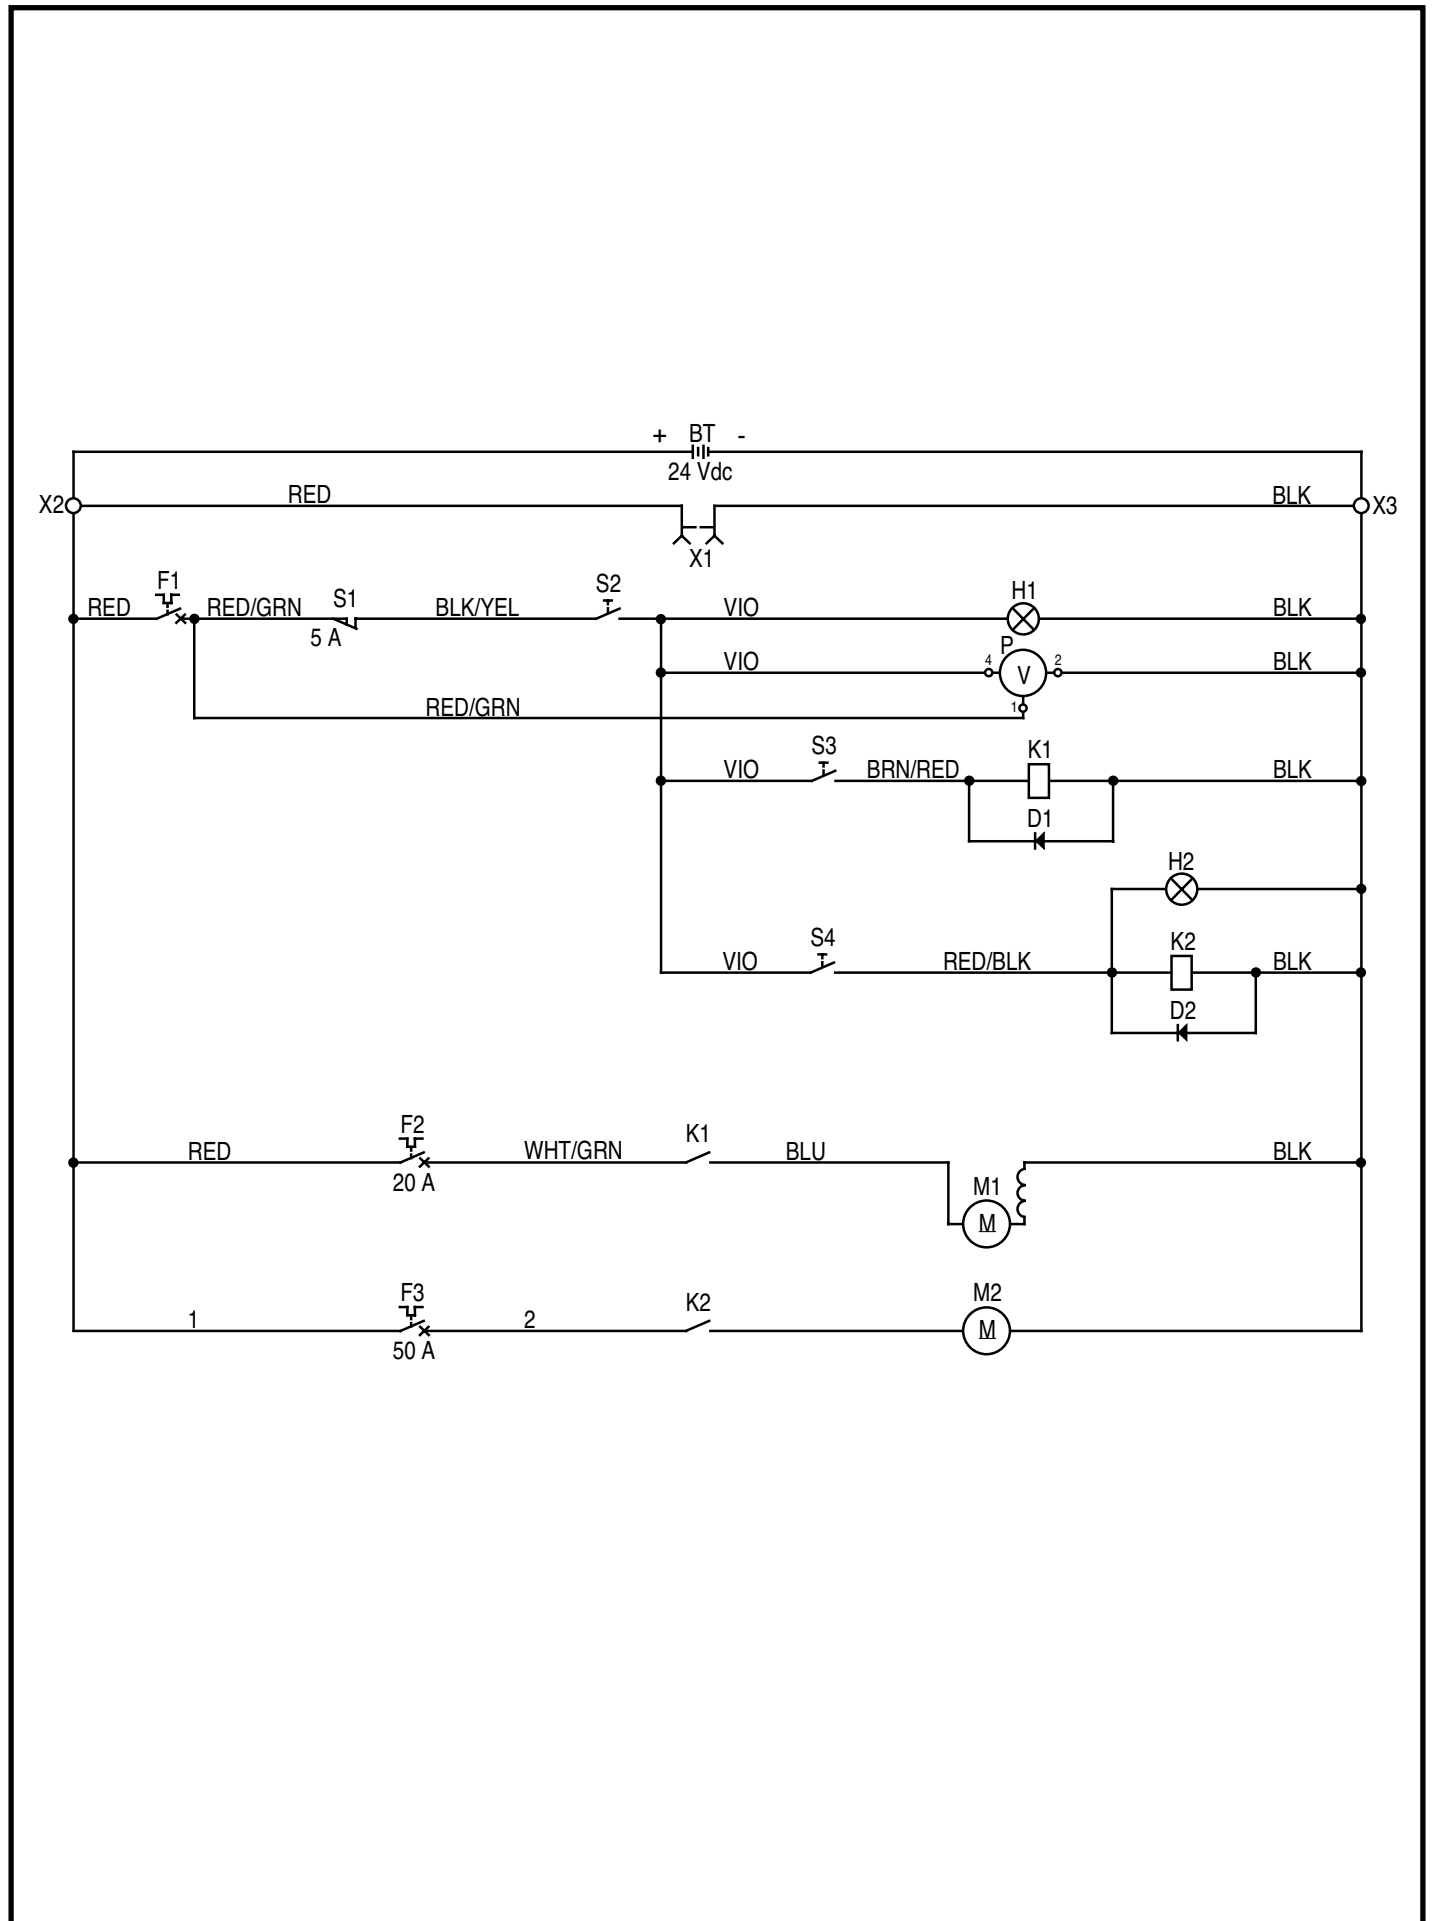 + BT -
24 Vdc
X2 RED BLK X3
X1
F1 S1 S2 H1
RED RED/GRN BLK/YEL VIO BLK
5 A
P
VIO 4 V 2 BLK
RED/GRN 1
S3 K1
VIO BRN/RED BLK
D1
H2
S4 K2
VIO RED/BLK BLK
D2
F2 K1
RED WHT/GRN BLU BLK
20 A M1
M
F3 K2 M2
1 2 M
50 A